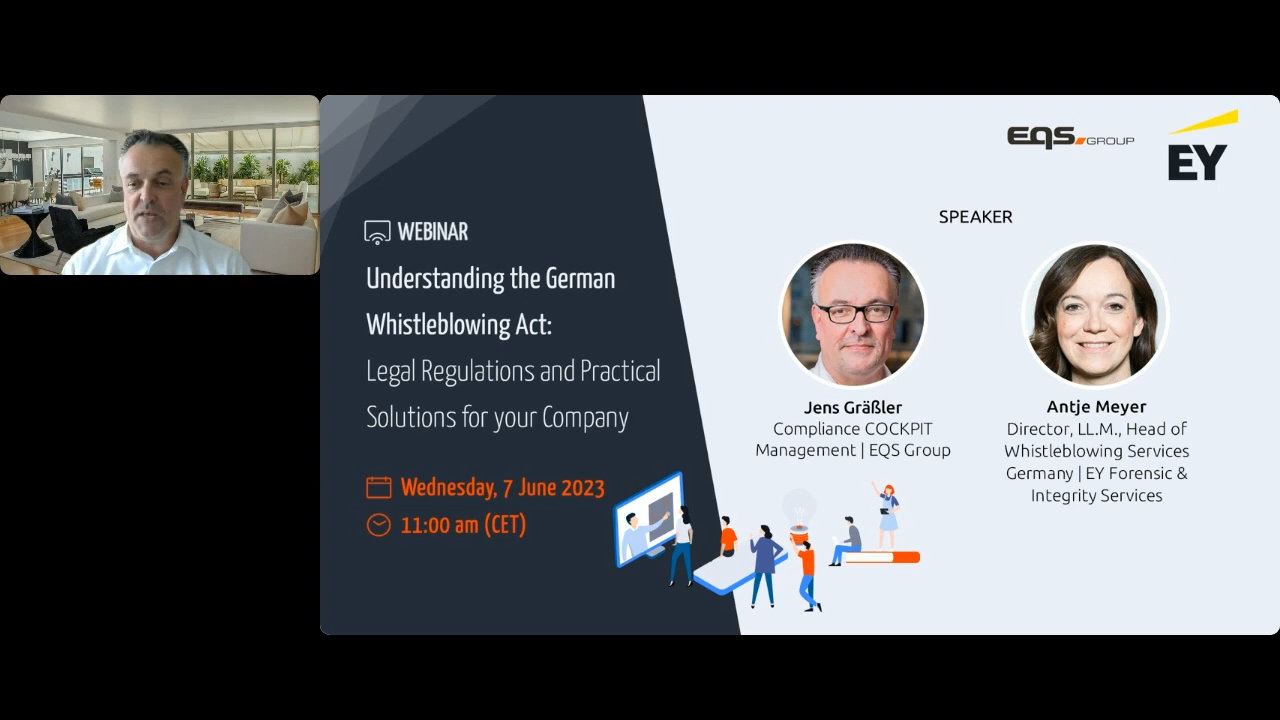 WEBINAR
Understanding the German
Whistleblowing Act:
Legal Regulations and Practical
Solutions for your Company
Wednesday, 7 June 2023
11:00 am (CET)
EQS GROUP
EY
SPEAKER
Jens Gräßler
Compliance COCKPIT
Management | EQS Group
Antje Meyer
Director, LL.M., Head of
Whistleblowing Services
Germany | EY Forensic &
Integrity Services